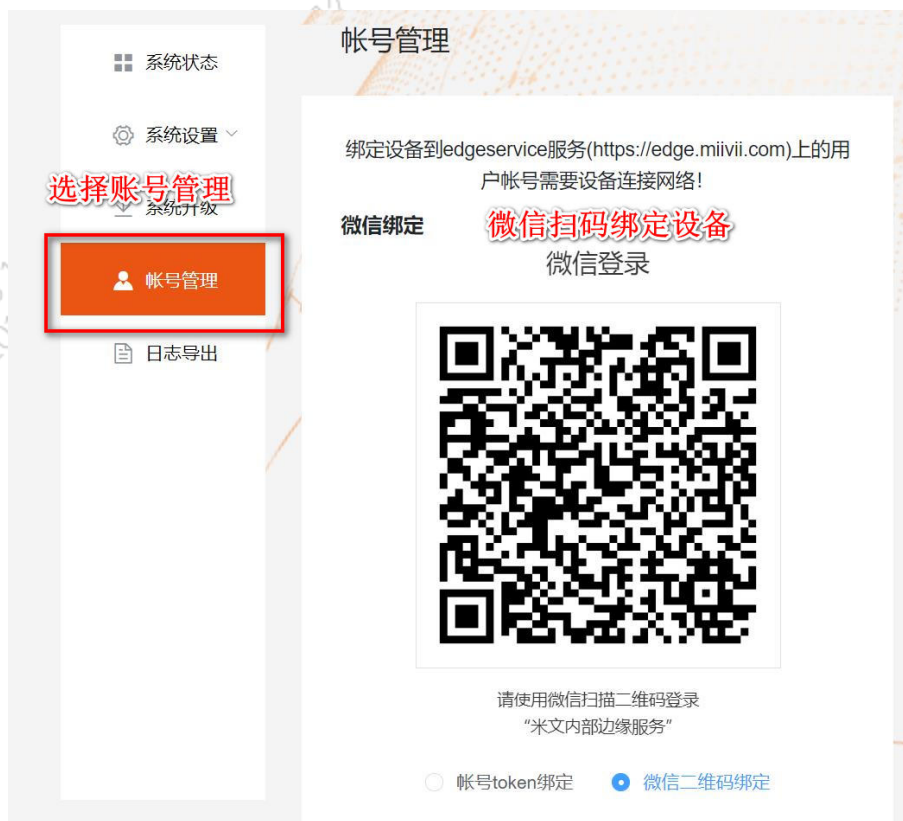 系统状态
系统设置
选择账号管理
系统升级
帐号管理
日志导出
帐号管理
绑定设备到edgeservice服务(https://edge.miivii.com)上的用
户帐号需要设备连接网络!
微信绑定
微信扫码绑定设备
微信登录
请使用微信扫描二维码登录
“米文内部边缘服务”
帐号token绑定
微信二维码绑定